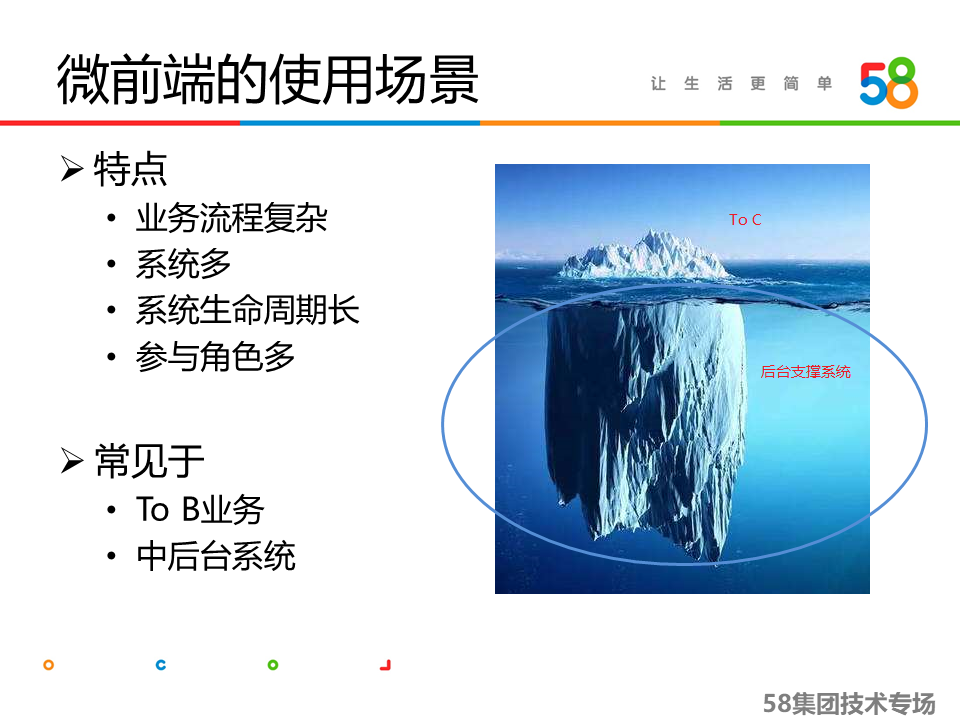 微前端的使用场景
让生活更简单
58
特点
业务流程复杂
系统多
系统生命周期长
参与角色多
常见于
To B业务
中后台系统
To C
后台支撑系统
58集团技术专场